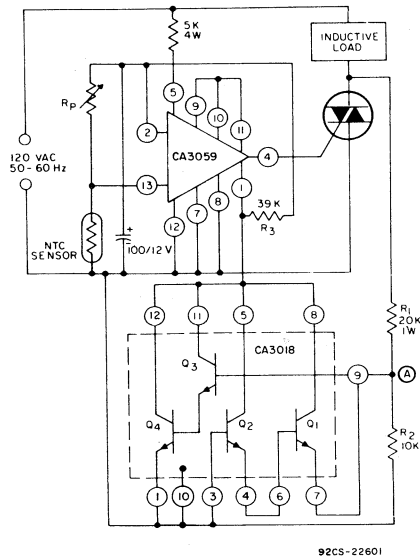 5K
4W
INDUCTIVE
LOAD
RP
5
9
10
11
2
CA3059
4
120 VAC
50-60 Hz
13
1
8
7
12
39K
R3
NTC
SENSOR
+
100/12 V
12
11
5
8
R1
20K
1W
CA3018
Q3
9
A
Q4
Q2
Q1
R2
10K
1
10
3
4
6
7
92CS-22601